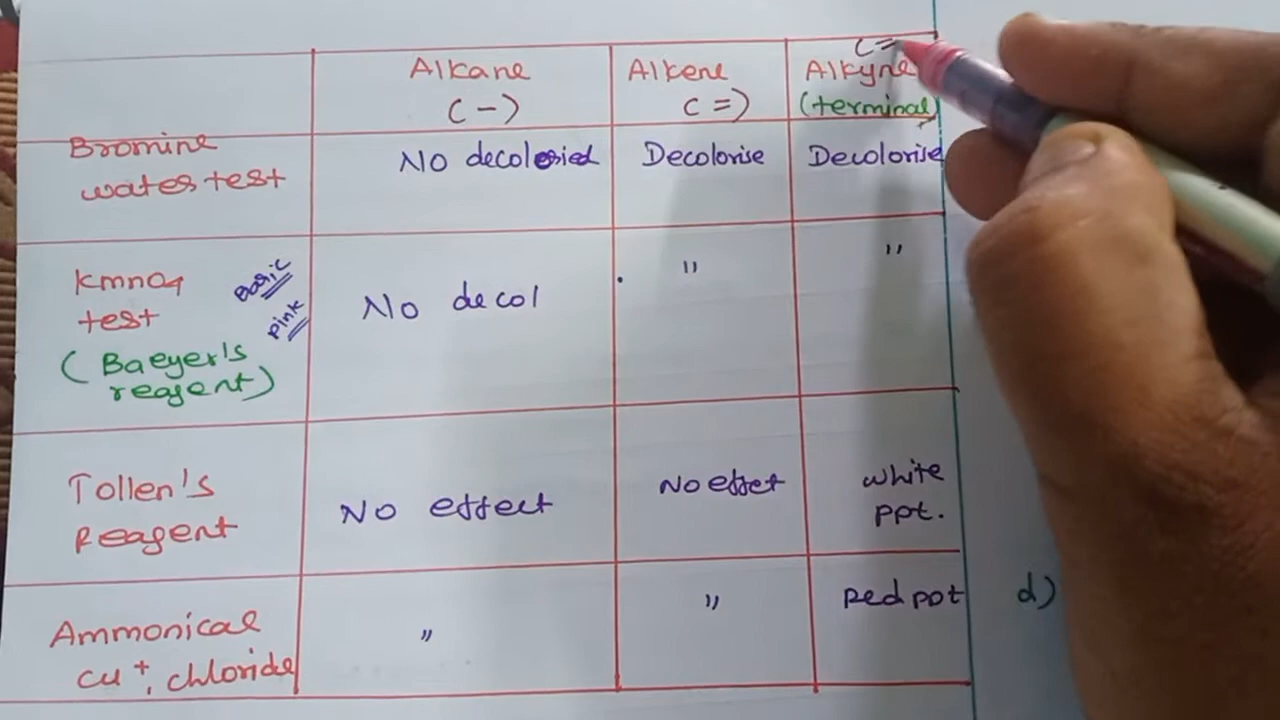 C=
Alkane Alkene Alkyne
(-) C=) (terminal)
Bromine
water test
No decoloried Decolorise Decolorise
KMnO4
test
Basic
Pink
(Baeyer's
reagent)
No decol " "
Tollen's
Reagent
No effect No effect white
ppt.
Ammonical
Cu+, chloride
" " Red ppt d)